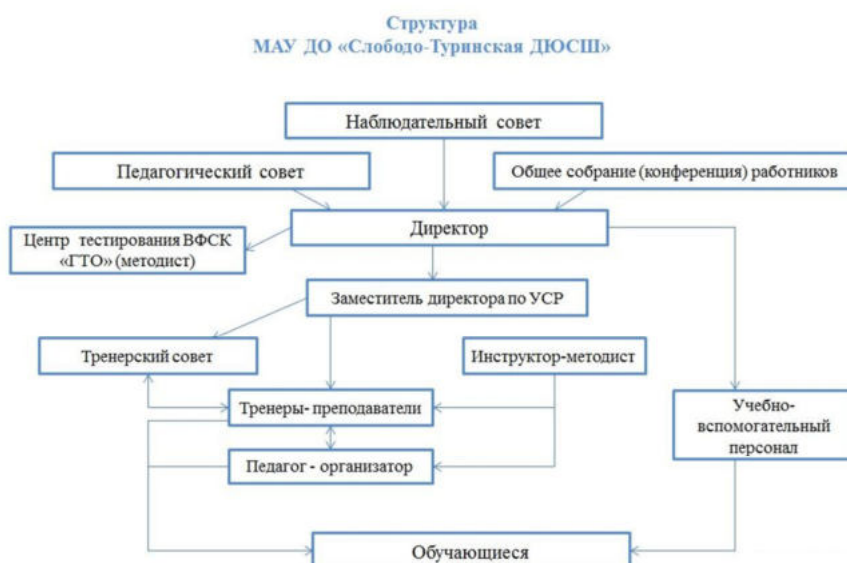 Структура
МАУ ДО «Слободо-Туринская ДЮСШ»
Наблюдательный совет
Педагогический совет
Общее собрание (конференция) работников
Директор
Центр тестирования ВФСК
«ГТО» (методист)
Заместитель директора по УСР
Тренерский совет
Инструктор-методист
Тренеры- преподаватели
Учебно-
вспомогательный
персонал
Педагог - организатор
Обучающиеся